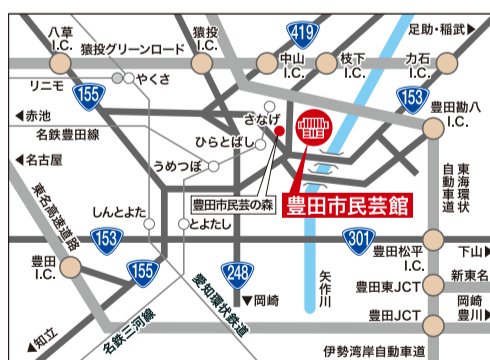 八草
I.C.
猿投グリーンロード
猿投
I.C.
419
中山
I.C.
枝下
I.C.
足助・稲武▶
力石
I.C.
リニモ
やくさ
155
153
◀赤池
名鉄豊田線
さなげ
豊田勘八
I.C.
ひらとばし
◀名古屋
うめつぼ
東海環状
自動車道
東名高速道路
豊田市民芸の森
豊田市民芸館
しんとよた
とよたし
153
301
豊田松平
I.C.
下山▶
豊田
I.C.
155
248
矢作川
新東名
豊田東JCT
▼岡崎
岡崎
豊川▶
愛知環状鉄道
名鉄三河線
豊田JCT
◀知立
伊勢湾岸自動車道